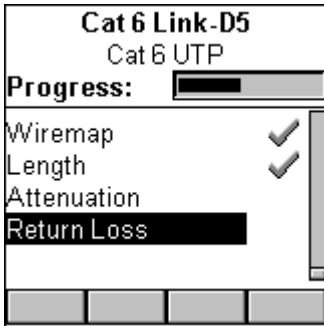 Cat 6 Link-D5
Cat 6 UTP
Progress:
Wiremap
Length
Attenuation
Return Loss